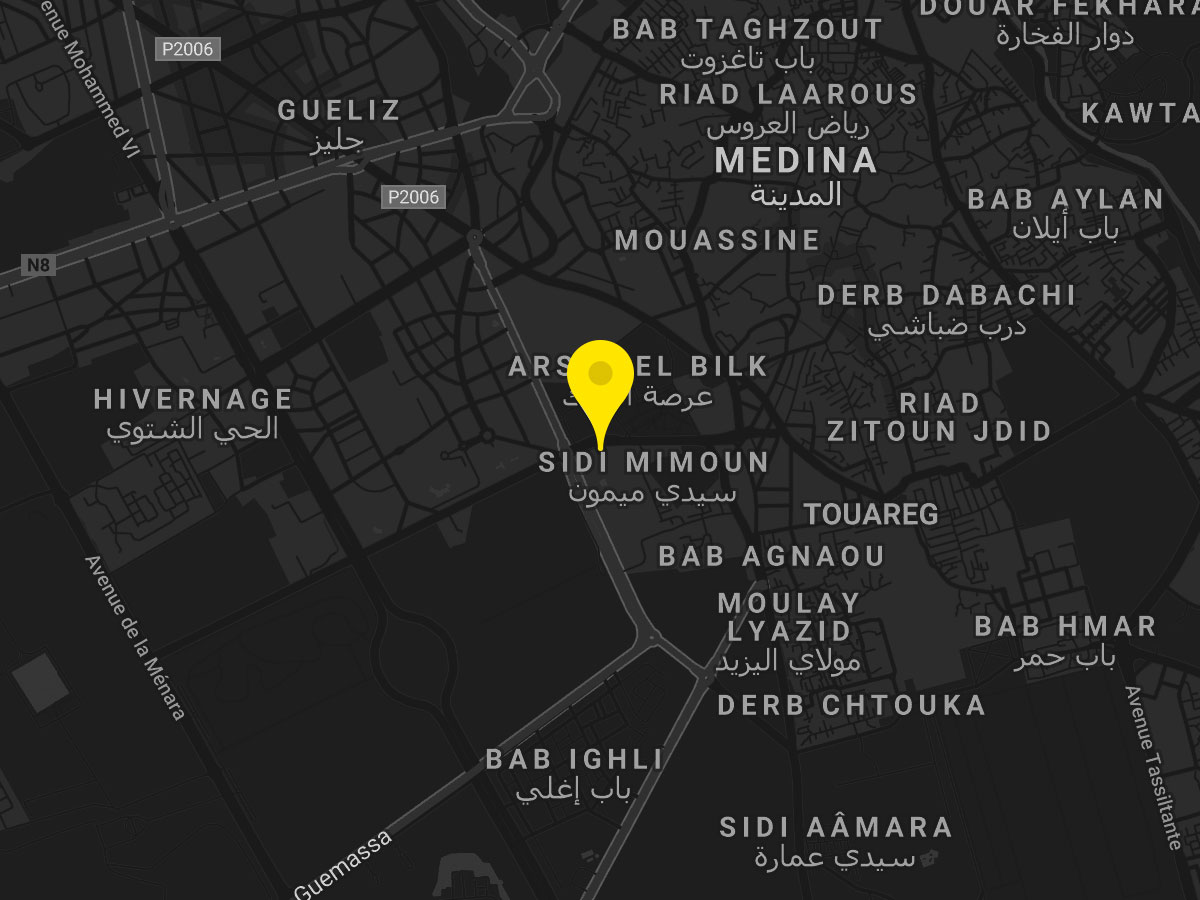 DOUAR FEKHARA
دوار الفخارة
BAB TAGHZOUT
باب تاغزوت
P2006
enue Mohammed VI
RIAD LAAROUS
رياض العروس
GUELIZ
جليز
KAWTA
MEDINA
المدينة
P2006
BAB AYLAN
باب أيلان
MOUASSINE
N8
DERB DABACHI
درب ضباشي
ARS EL BILK
عرصة
HIVERNAGE
الحي الشتوي
RIAD
ZITOUN JDID
SIDI MIMOUN
سيدي ميمون
TOUAREG
BAB AGNAOU
Avenue de la Ménara
MOULAY
LYAZID
مولاي اليزيد
BAB HMAR
باب حمر
DERB CHTOUKA
Avenue Tassiltante
BAB IGHLI
باب إغلي
SIDI AÂMARA
سيدي عمارة
Guemassa